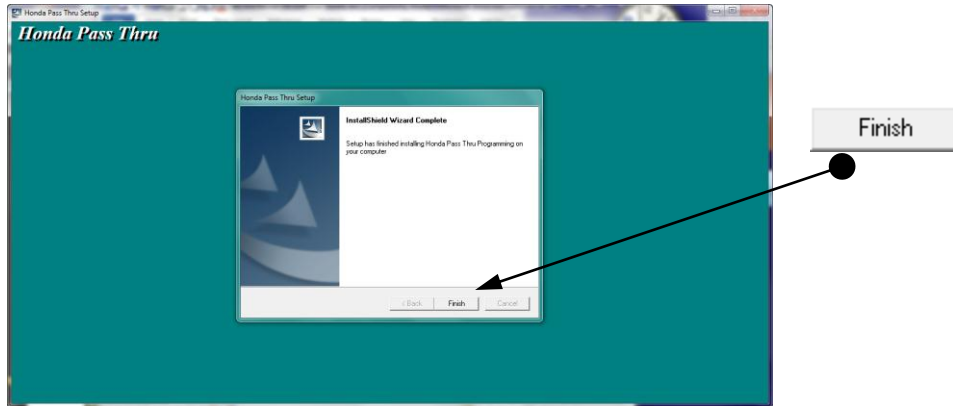 Honda Pass Thru Setup
Honda Pass Thru
Honda Pass Thru Setup
InstallShield Wizard Complete
Setup has finished installing Honda Pass Thru Programming on
your computer
< Back
Finish
Cancel
Finish